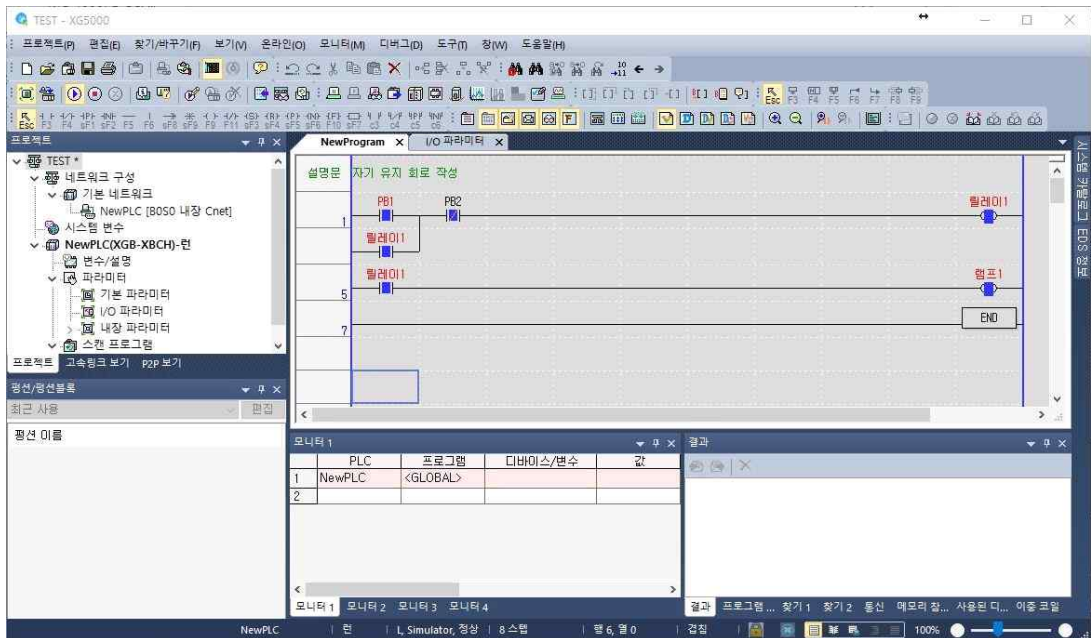 TEST - XG5000
프로젝트(P) 편집(E) 찾기/바꾸기(F) 보기(V) 온라인(O) 모니터(M) 디버그(D) 도구(T) 창(W) 도움말(H)
프로젝트
TEST *
네트워크 구성
기본 네트워크
NewPLC [B0S0 내장 Cnet]
시스템 변수
NewPLC(XGB-XBCH)-런
변수/설명
파라미터
기본 파라미터
I/O 파라미터
내장 파라미터
스캔 프로그램
프로젝트 고속링크 보기 P2P 보기
펑션/펑션블록
최근 사용 편집
펑션 이름
NewProgram I/O 파라미터
설명문 자기 유지 회로 작성
PB1 PB2 릴레이1
1
릴레이1
릴레이1 램프1
5
END
7
시스템 카탈로그
EDS 정보
모니터 1
PLC 프로그램 디바이스/변수 값
1 NewPLC <GLOBAL>
2
모니터 1 모니터 2 모니터 3 모니터 4
결과
결과 프로그램... 찾기 1 찾기 2 통신 메모리 참... 사용된 디... 이중 코일
NewPLC 런 L, Simulator, 정상 8 스텝 행 6, 열 0 겹침 100%